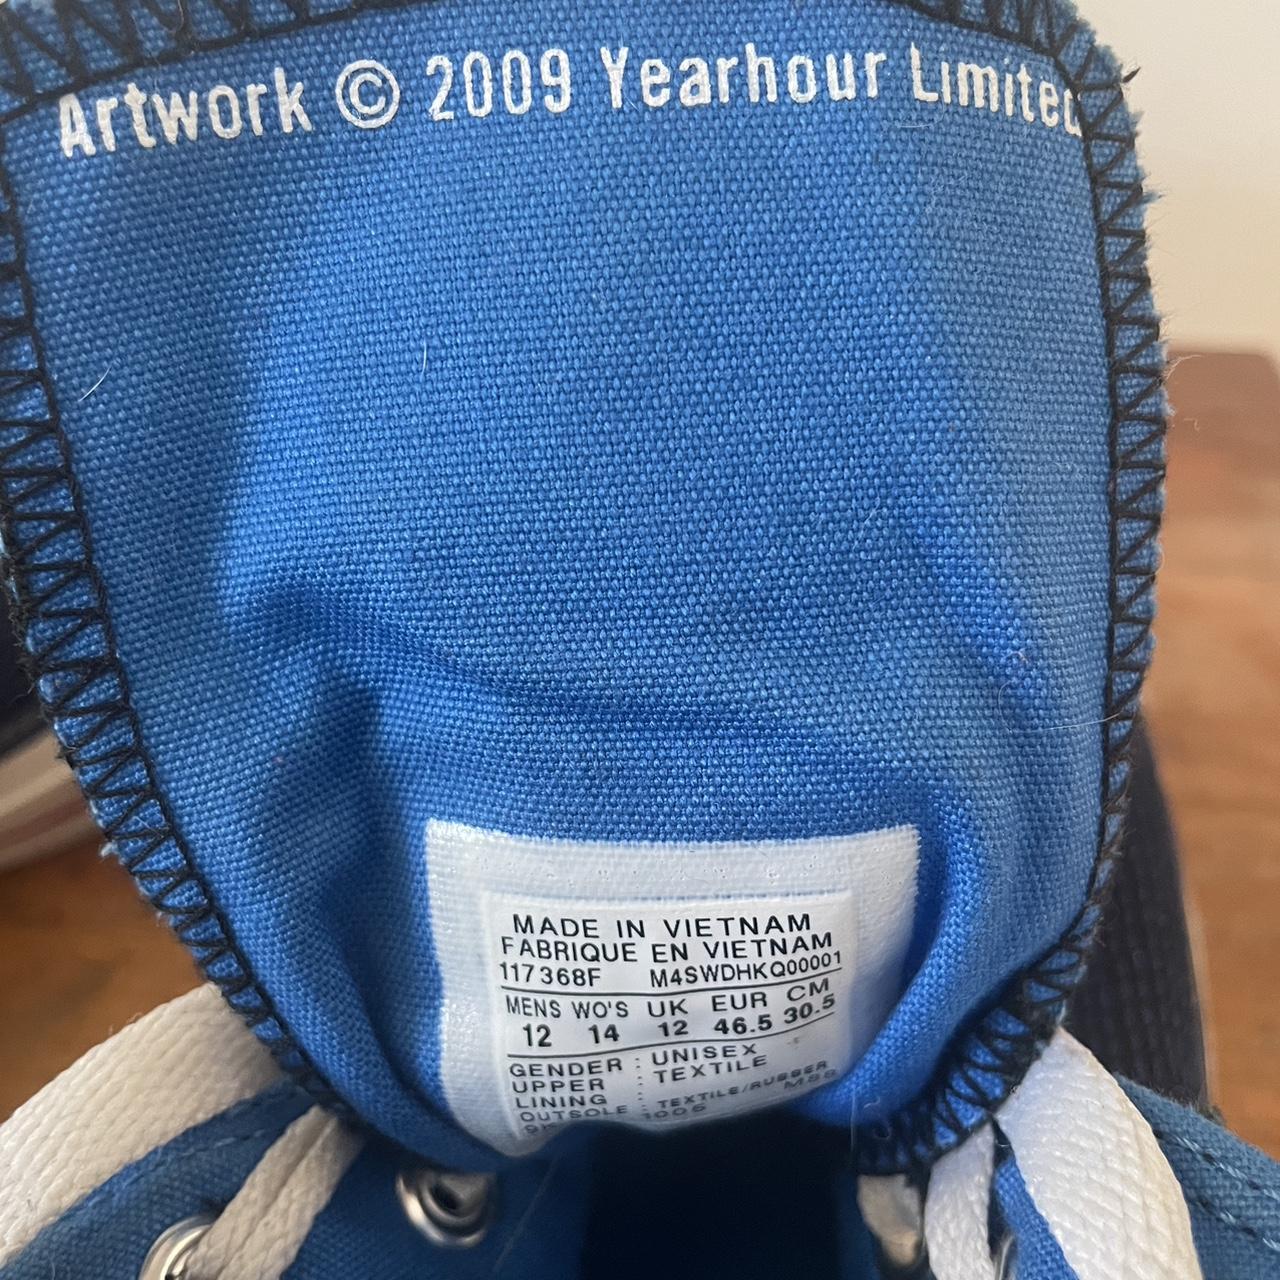 Artwork © 2009 Yearhour Limited
MADE IN VIETNAM
FABRIQUE EN VIETNAM
117368F M4SWDHKQ00001
MENS WO'S UK EUR CM
12 14 12 46.5 30.5
GENDER : UNISEX
UPPER : TEXTILE
LINING :
OUTSOLE : TEXTILE/RUBBER